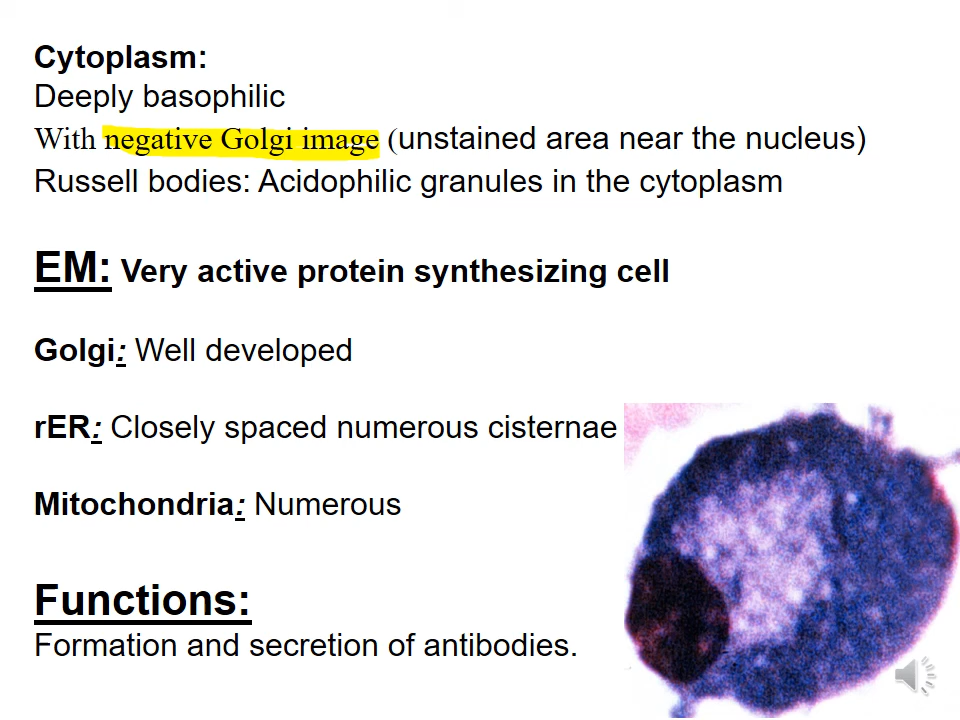 Cytoplasm:
Deeply basophilic
With negative Golgi image (unstained area near the nucleus)
Russell bodies: Acidophilic granules in the cytoplasm
EM: Very active protein synthesizing cell
Golgi: Well developed
rER: Closely spaced numerous cisternae
Mitochondria: Numerous
Functions:
Formation and secretion of antibodies.